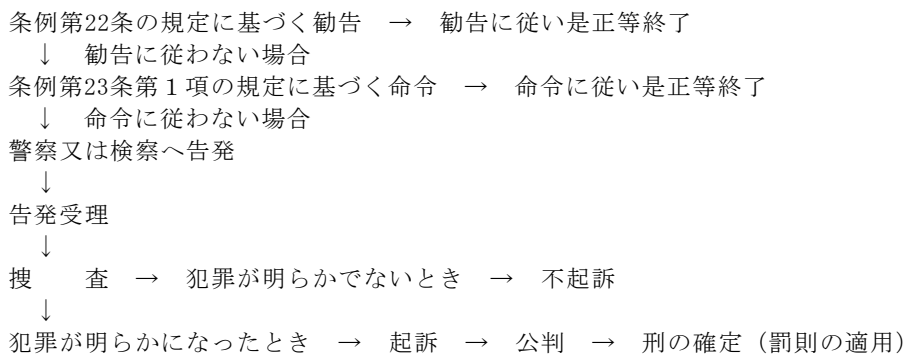 条例第22条の規定に基づく勧告　→　勧告に従い是正等終了
↓　勧告に従わない場合
条例第23条第１項の規定に基づく命令　→　命令に従い是正等終了
↓　命令に従わない場合
警察又は検察へ告発
↓
告発受理
↓
捜　　査　→　犯罪が明らかでないとき　→　不起訴
↓
犯罪が明らかになったとき　→　起訴　→　公判　→　刑の確定（罰則の適用）